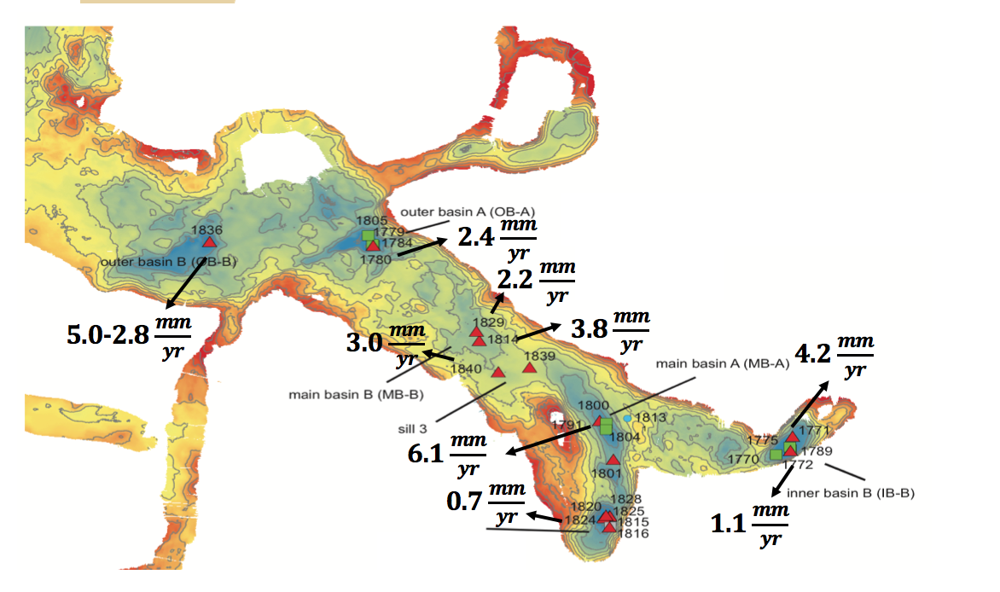 outer basin A (OB-A)
1805
1779
1836
1784
2.4 mm/yr
1780
outer basin B (OB-B)
2.2 mm/yr
5.0-2.8 mm/yr
1829
3.8 mm/yr
3.0 mm/yr
1814
4.2 mm/yr
1840
1839
main basin A (MB-A)
main basin B (MB-B)
1800
sill 3
1791
1813
1804
1775
1771
6.1 mm/yr
1789
1770
1772
1801
inner basin B (IB-B)
0.7 mm/yr
1828
1820
1825
1824
1815
1816
1.1 mm/yr